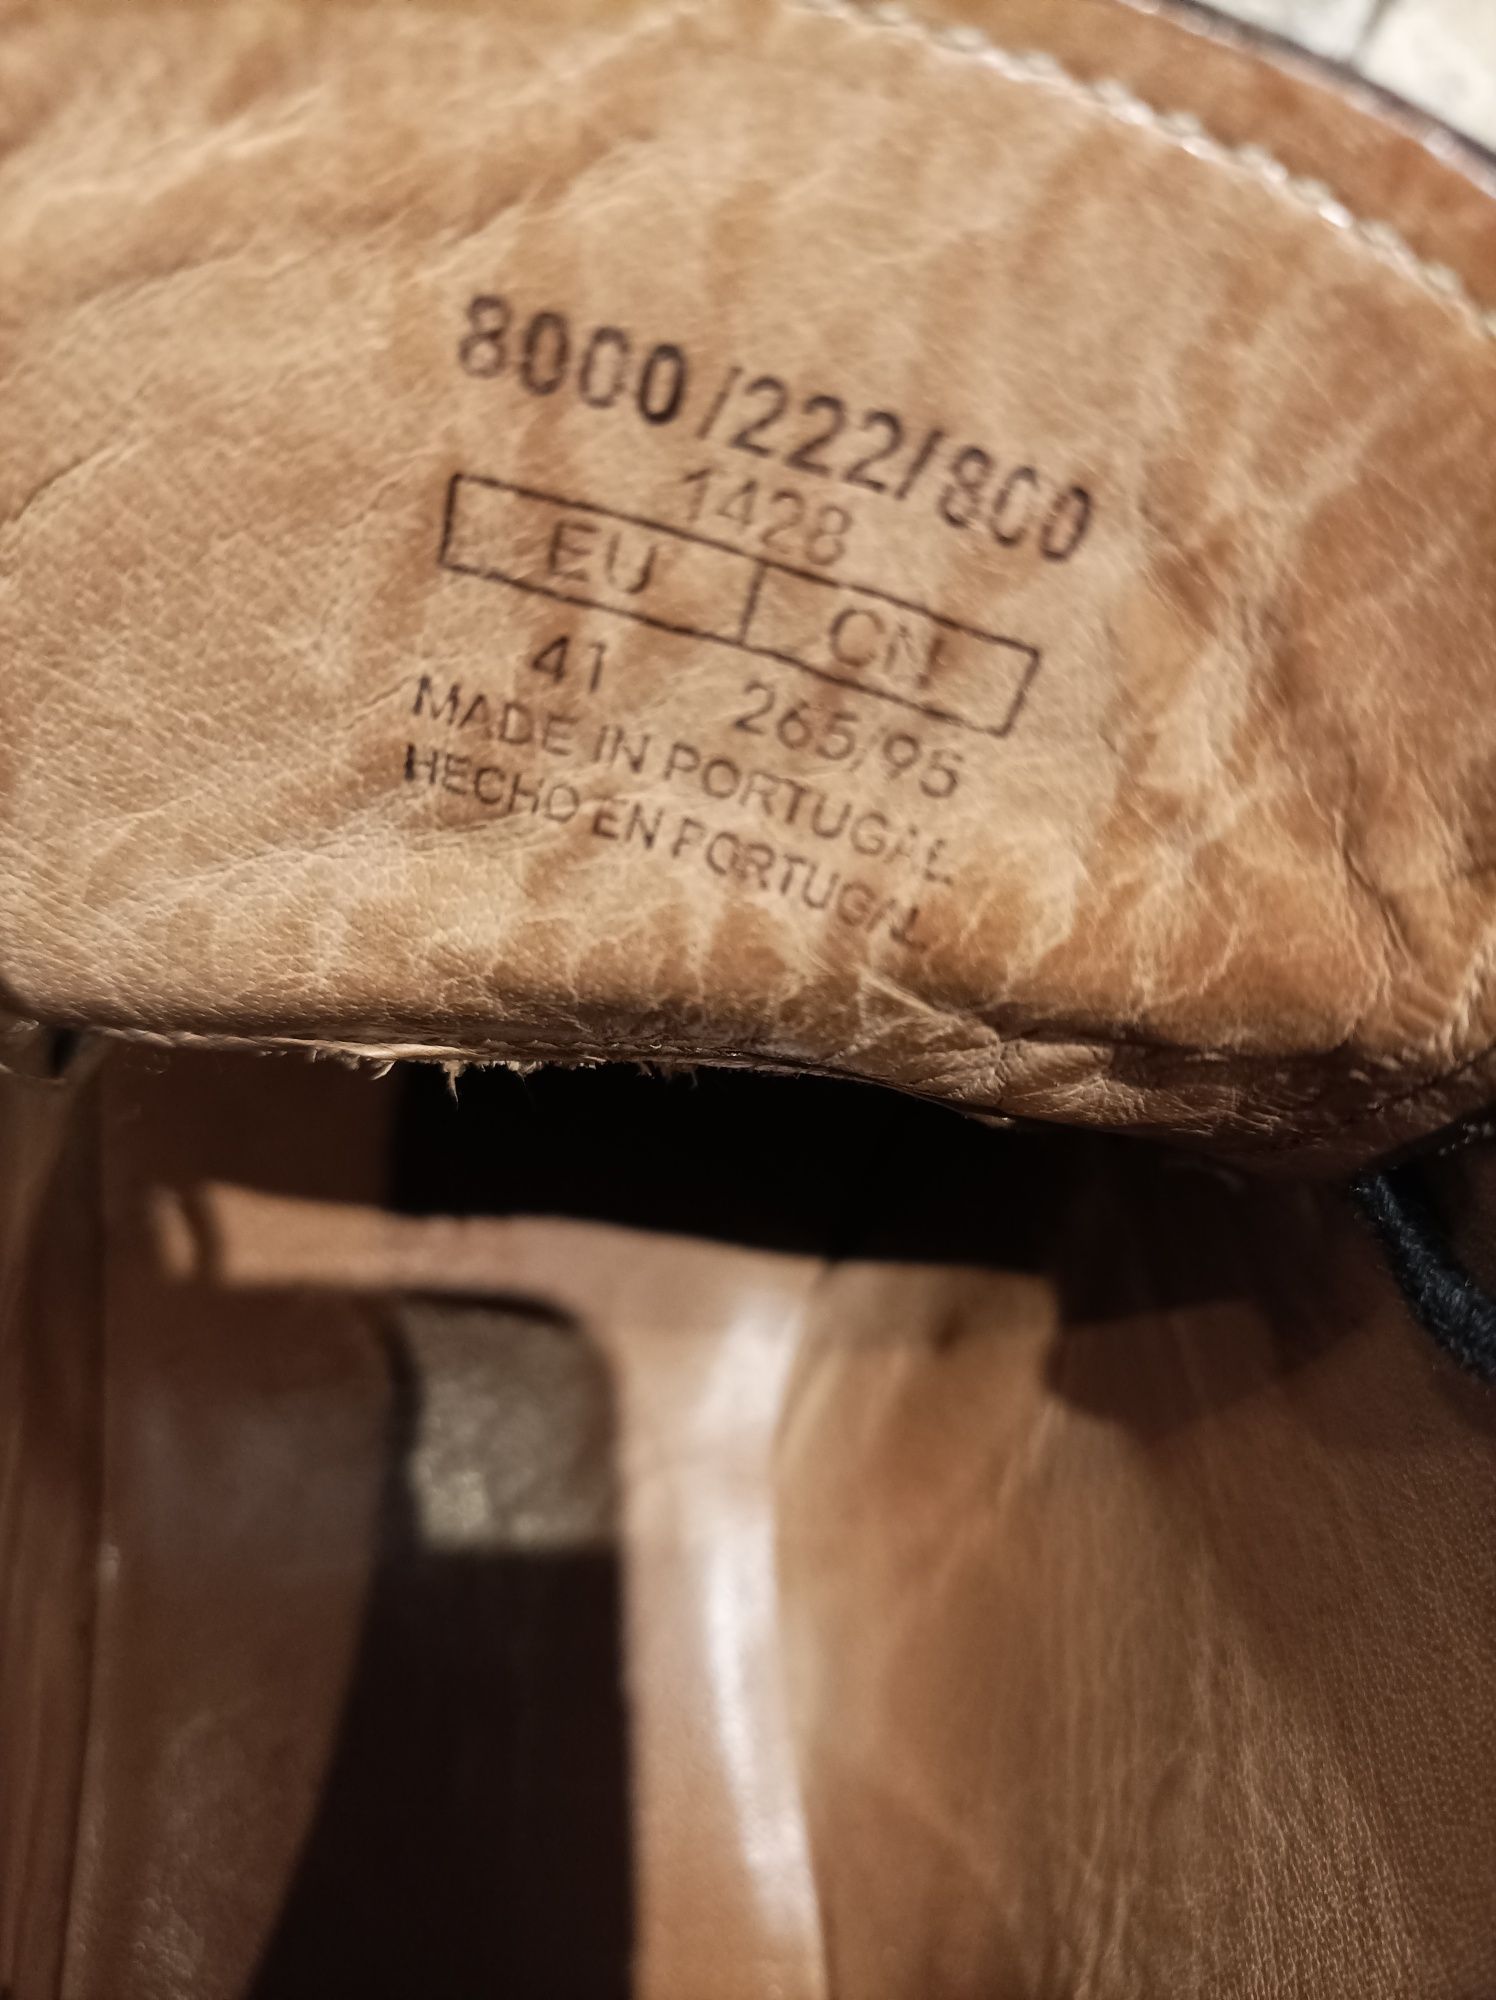 8000/222/800
1428
EU CN
41 265/95
MADE IN PORTUGAL
HECHO EN PORTUGAL